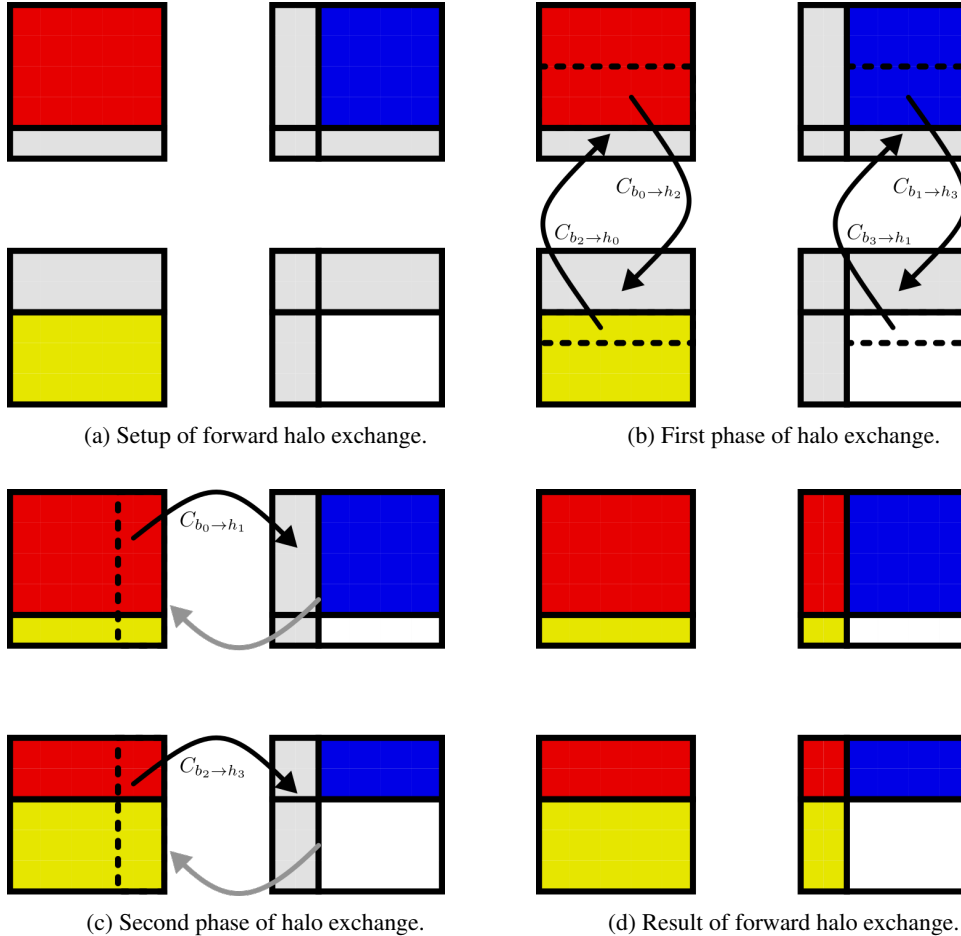 C_{b_0→h_2}
C_{b_1→h_3}
C_{b_2→h_0}
C_{b_3→h_1}
(a) Setup of forward halo exchange.
(b) First phase of halo exchange.
C_{b_0→h_1}
C_{b_2→h_3}
(c) Second phase of halo exchange.
(d) Result of forward halo exchange.